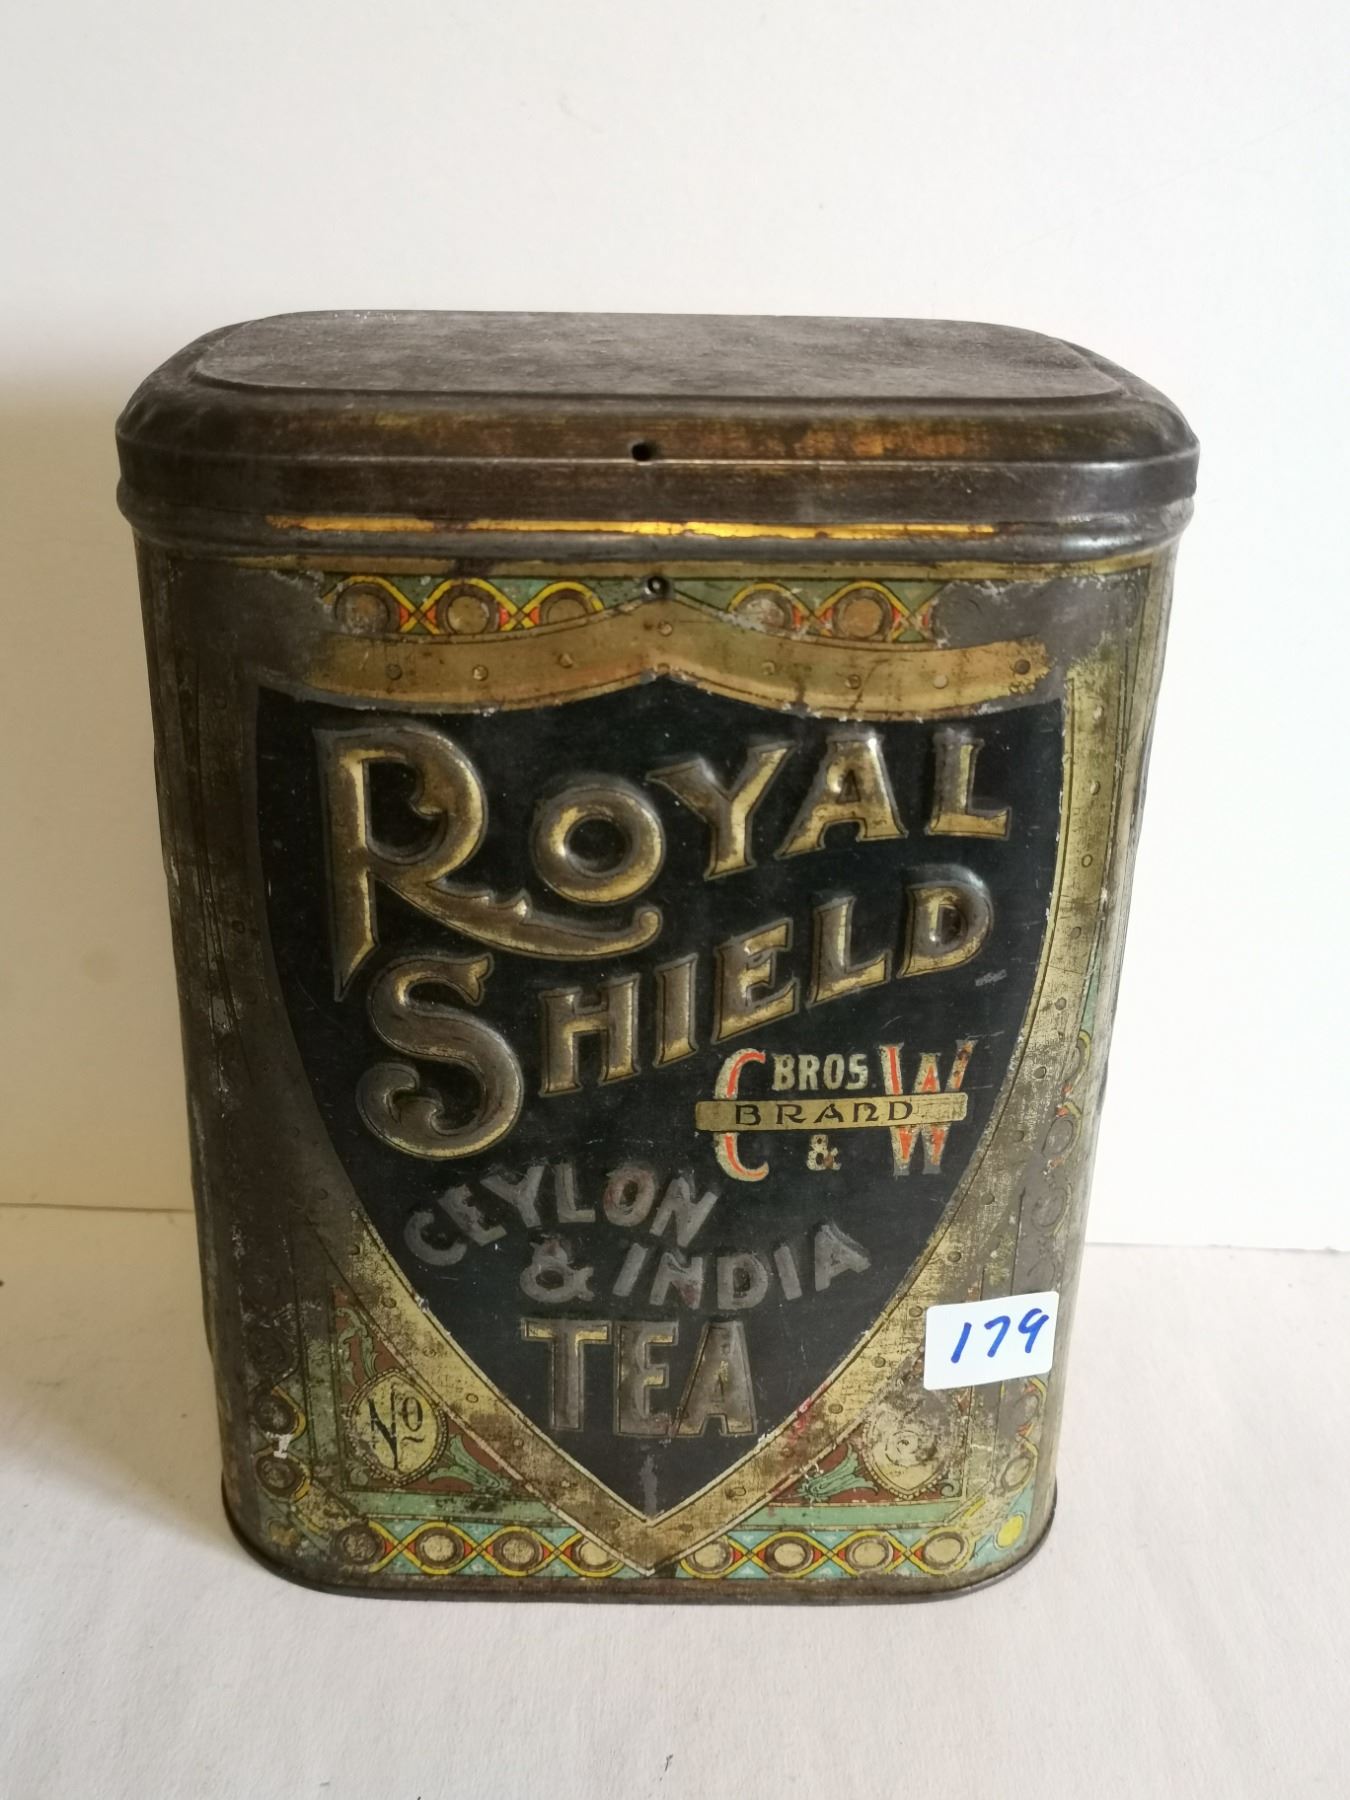 ROYAL
SHIELD
C BROS. & W
BRAND
CEYLON
& INDIA
TEA
179
No